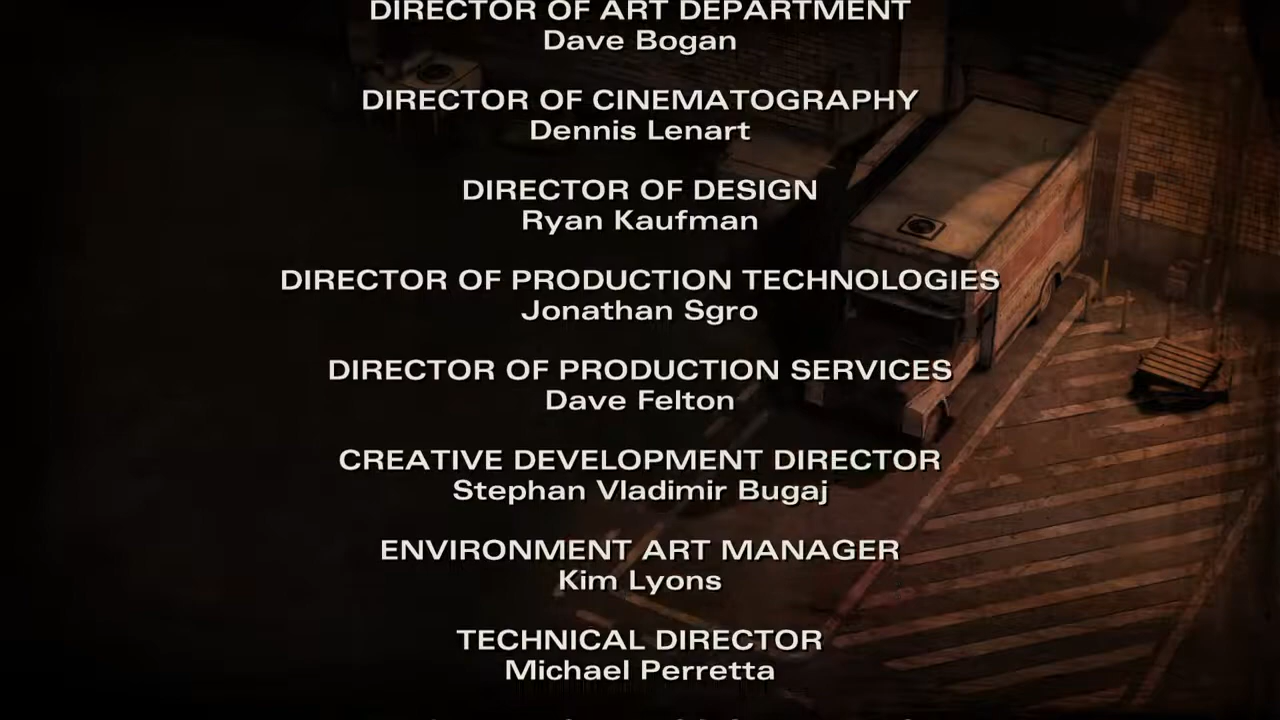 DIRECTOR OF ART DEPARTMENT
Dave Bogan
DIRECTOR OF CINEMATOGRAPHY
Dennis Lenart
DIRECTOR OF DESIGN
Ryan Kaufman
DIRECTOR OF PRODUCTION TECHNOLOGIES
Jonathan Sgro
DIRECTOR OF PRODUCTION SERVICES
Dave Felton
CREATIVE DEVELOPMENT DIRECTOR
Stephan Vladimir Bugaj
ENVIRONMENT ART MANAGER
Kim Lyons
TECHNICAL DIRECTOR
Michael Perretta